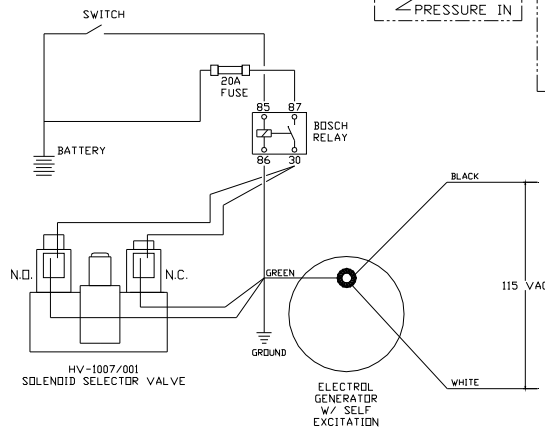 SWITCH
PRESSURE IN
20A
FUSE
85 87
BOSCH
RELAY
BATTERY
86 30
BLACK
N.O.
N.C.
GREEN
115 VAC
GROUND
HV-1007/001
SOLENOID SELECTOR VALVE
WHITE
ELECTROL
GENERATOR
W/ SELF
EXCITATION